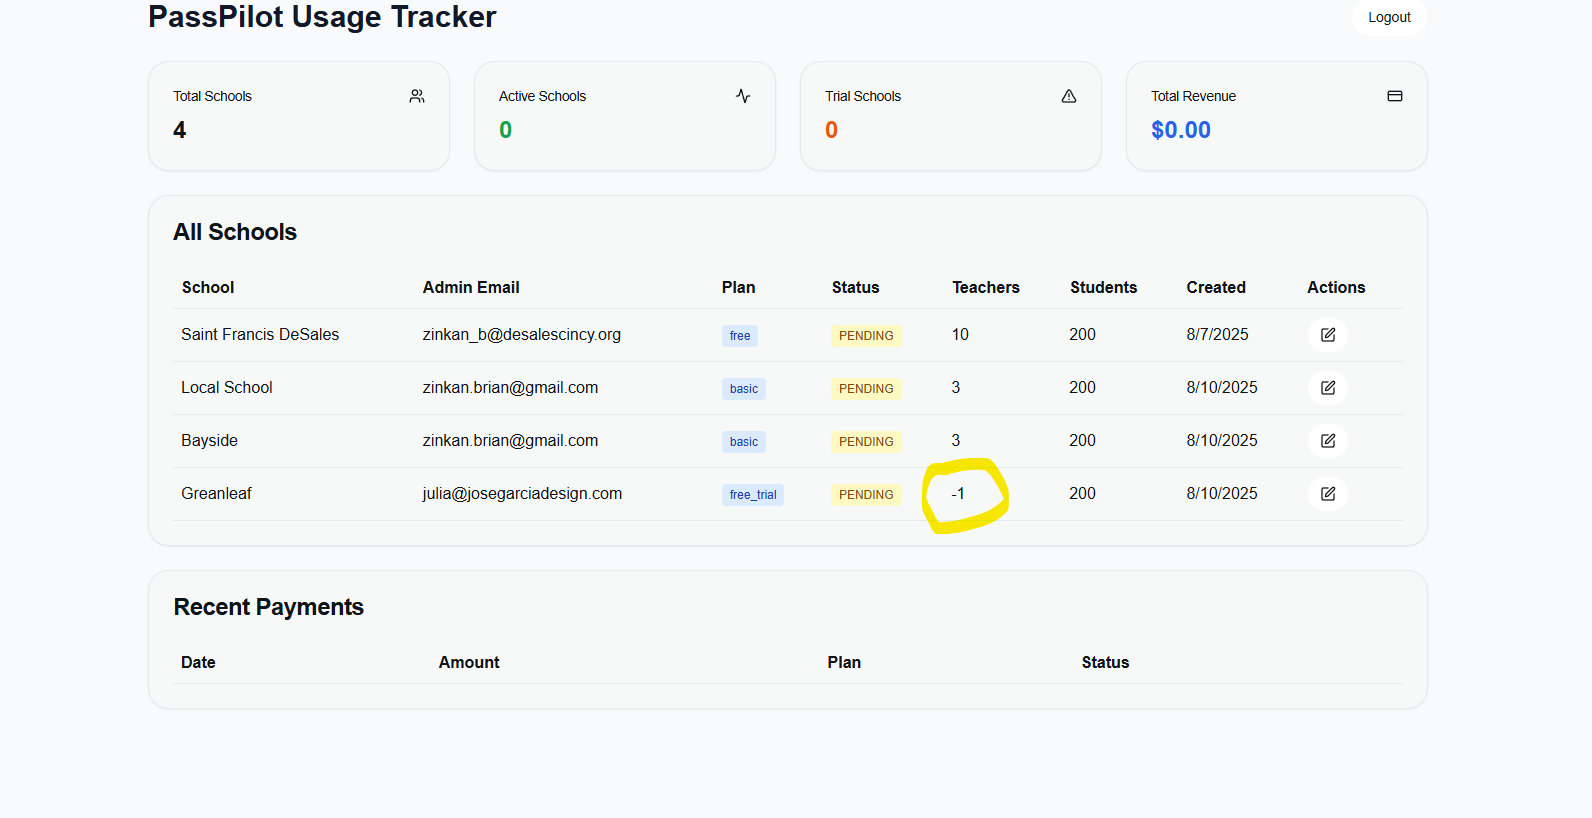 PassPilot Usage Tracker
Logout
Total Schools
4
Active Schools
0
Trial Schools
0
Total Revenue
$0.00
All Schools
School Admin Email Plan Status Teachers Students Created Actions
Saint Francis DeSales zinkan_b@desalescincy.org free PENDING 10 200 8/7/2025
Local School zinkan.brian@gmail.com basic PENDING 3 200 8/10/2025
Bayside zinkan.brian@gmail.com basic PENDING 3 200 8/10/2025
Greanleaf julia@josegarciadesign.com free_trial PENDING -1 200 8/10/2025
Recent Payments
Date Amount Plan Status